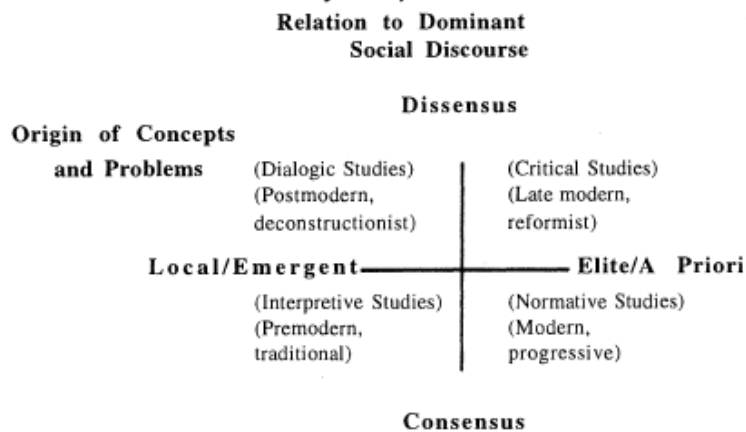 Relation to Dominant
Social Discourse
Dissensus
Origin of Concepts
and Problems
(Dialogic Studies)
(Postmodern,
deconstructionist)
(Critical Studies)
(Late modern,
reformist)
Local/Emergent
Elite/A Priori
(Interpretive Studies)
(Premodern,
traditional)
(Normative Studies)
(Modern,
progressive)
Consensus